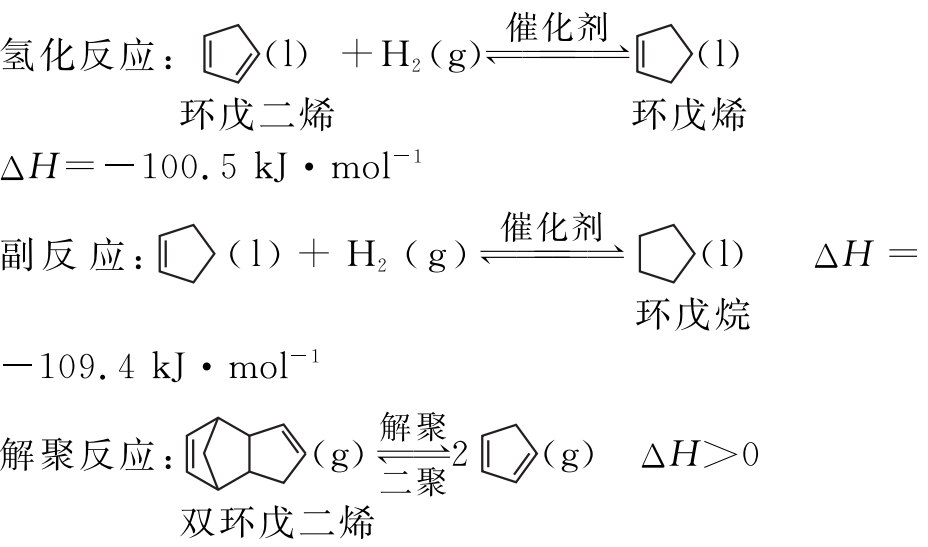 氢化反应: (l) +H₂(g) 催化剂 ⇌ (l)
环戊二烯 环戊烯
ΔH=−100.5 kJ·mol⁻¹
副反应: (l)+ H₂ (g) 催化剂 ⇌ (l) ΔH=
环戊烷
−109.4 kJ·mol⁻¹
解聚反应: (g) 解聚 ⇌ 二聚 2 (g) ΔH>0
双环戊二烯